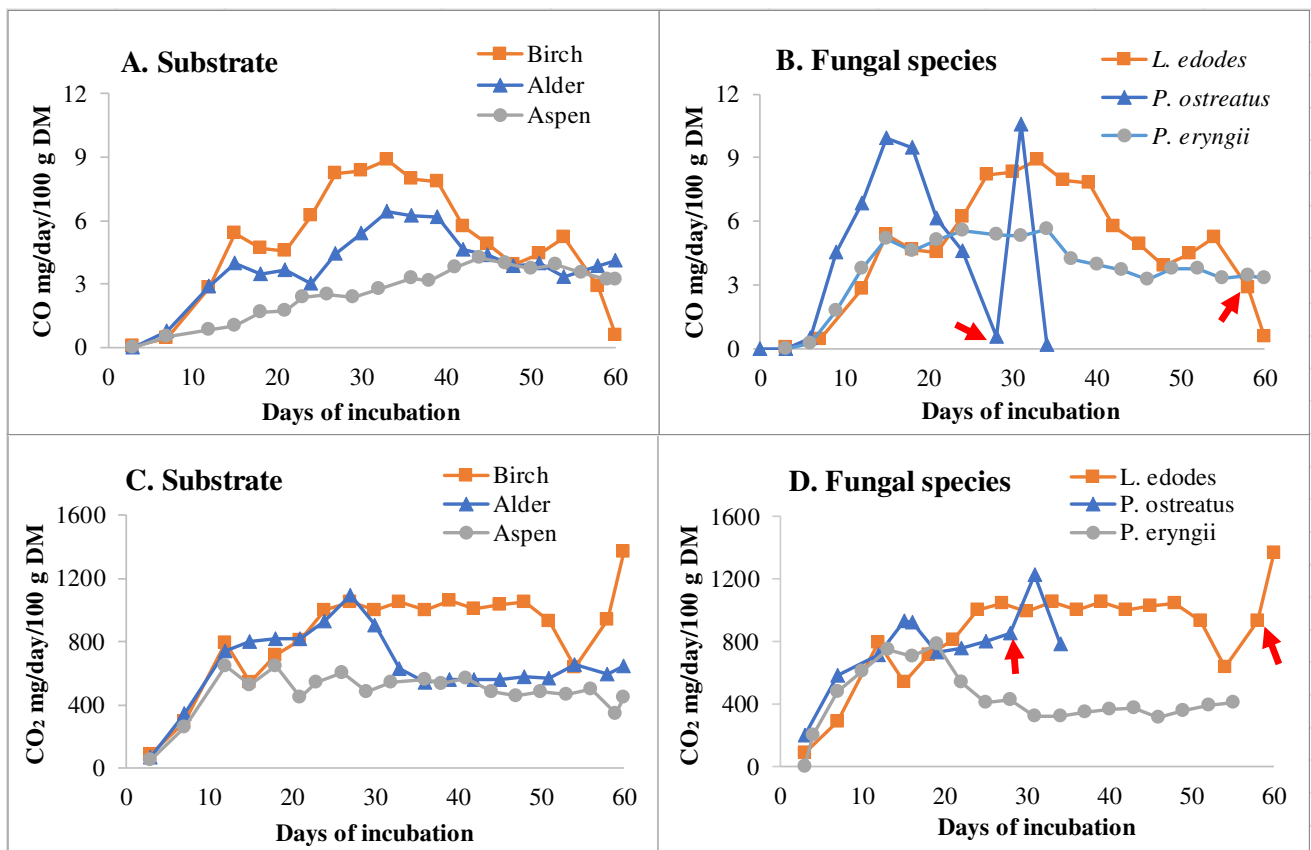 A. Substrate
Birch
Alder
Aspen
CO mg/day/100 g DM
12
9
6
3
0
0 10 20 30 40 50 60
Days of incubation
B. Fungal species
L. edodes
P. ostreatus
P. eryngii
CO mg/day/100 g DM
12
9
6
3
0
0 10 20 30 40 50 60
Days of incubation
C. Substrate
Birch
Alder
Aspen
CO₂ mg/day/100 g DM
1600
1200
800
400
0
0 10 20 30 40 50 60
Days of incubation
D. Fungal species
L. edodes
P. ostreatus
P. eryngii
CO₂ mg/day/100 g DM
1600
1200
800
400
0
0 10 20 30 40 50 60
Days of incubation